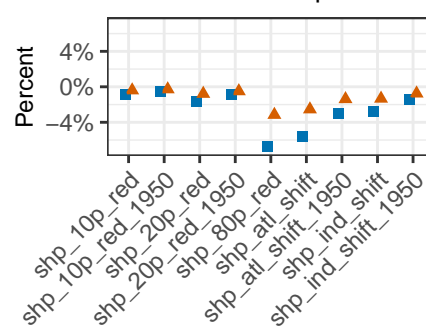 4%
0%
−4%
Percent
shp_10p_red
shp_10p_red_1950
shp_20p_red
shp_20p_red_1950
shp_80p_red
shp_atl_shift
shp_atl_shift_1950
shp_ind_shift
shp_ind_shift_1950